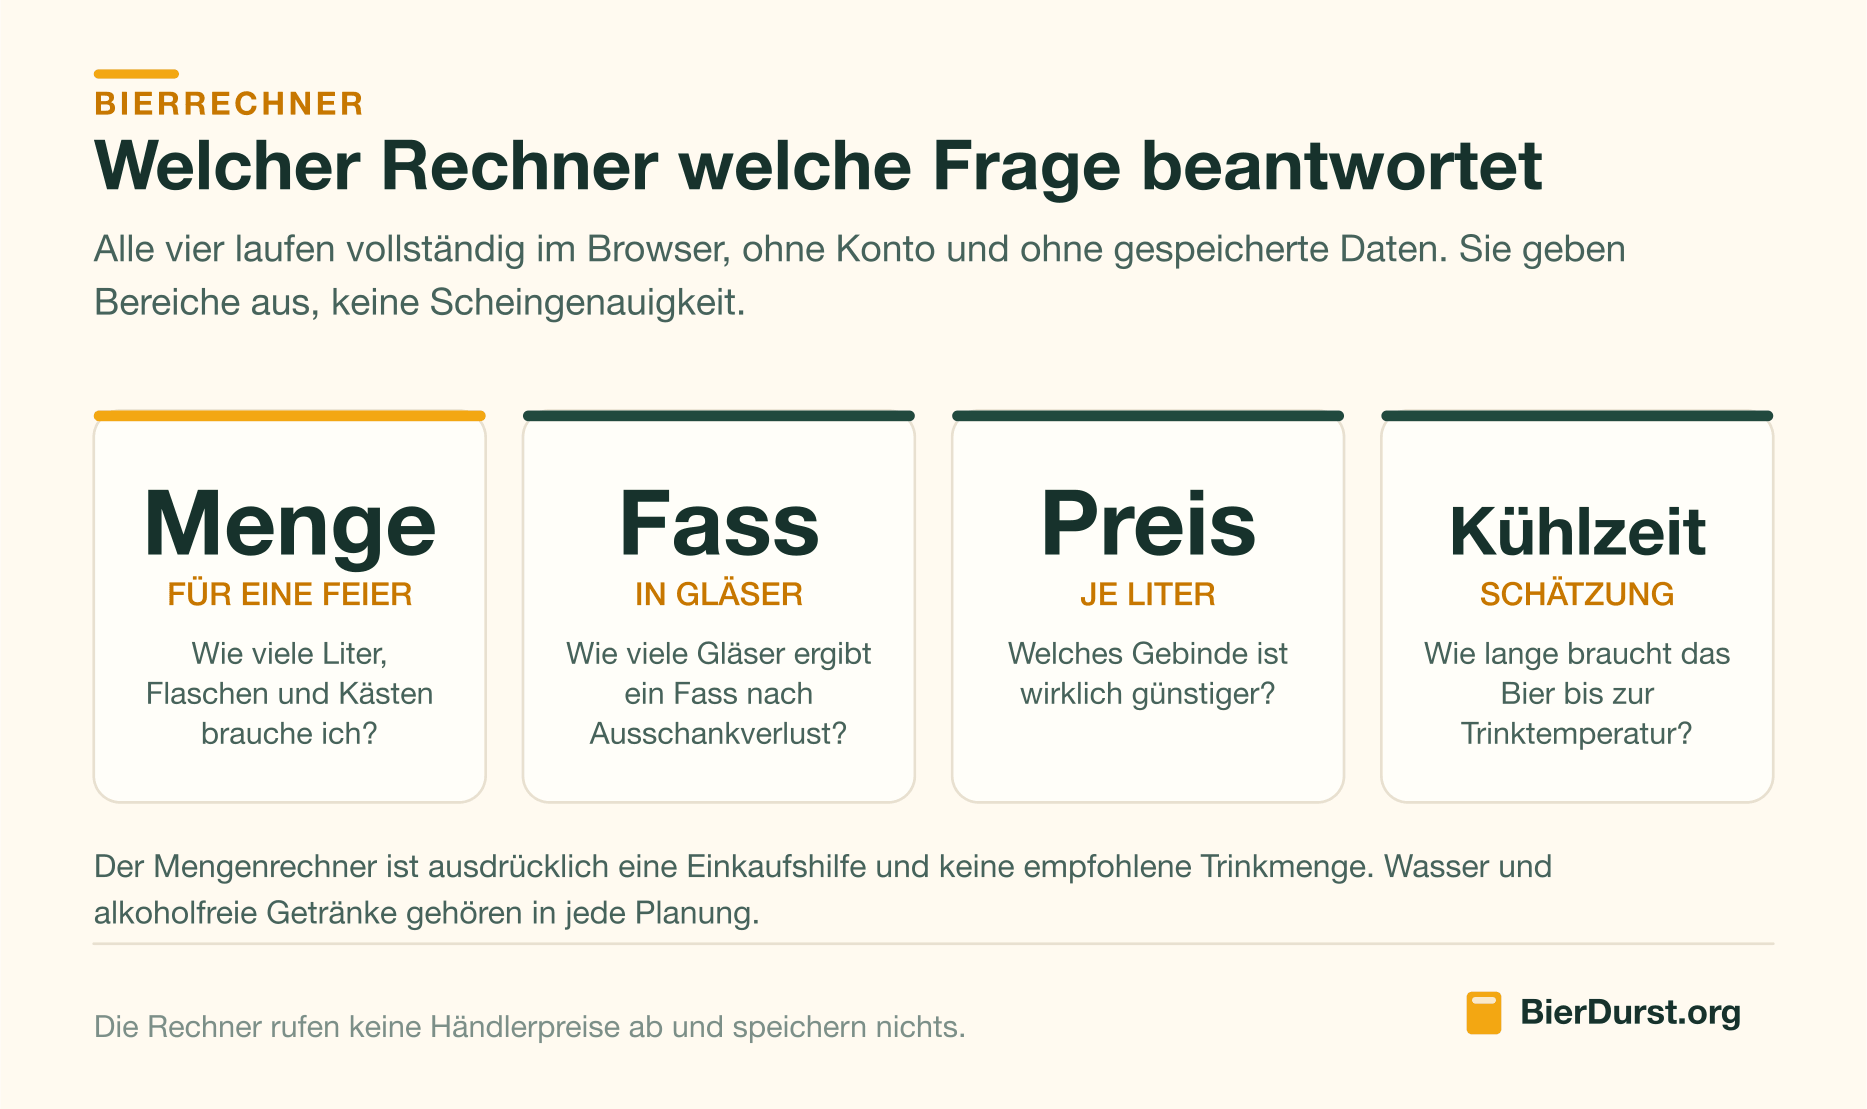 BIERRECHNER
Welcher Rechner welche Frage beantwortet
Alle vier laufen vollständig im Browser, ohne Konto und ohne gespeicherte Daten. Sie geben
Bereiche aus, keine Scheingenauigkeit.
Menge
FÜR EINE FEIER
Wie viele Liter,
Flaschen und Kästen
brauche ich?
Fass
IN GLÄSER
Wie viele Gläser ergibt
ein Fass nach
Ausschankverlust?
Preis
JE LITER
Welches Gebinde ist
wirklich günstiger?
Kühlzeit
SCHÄTZUNG
Wie lange braucht das
Bier bis zur
Trinktemperatur?
Der Mengenrechner ist ausdrücklich eine Einkaufshilfe und keine empfohlene Trinkmenge. Wasser und
alkoholfreie Getränke gehören in jede Planung.
Die Rechner rufen keine Händlerpreise ab und speichern nichts.
BierDurst.org